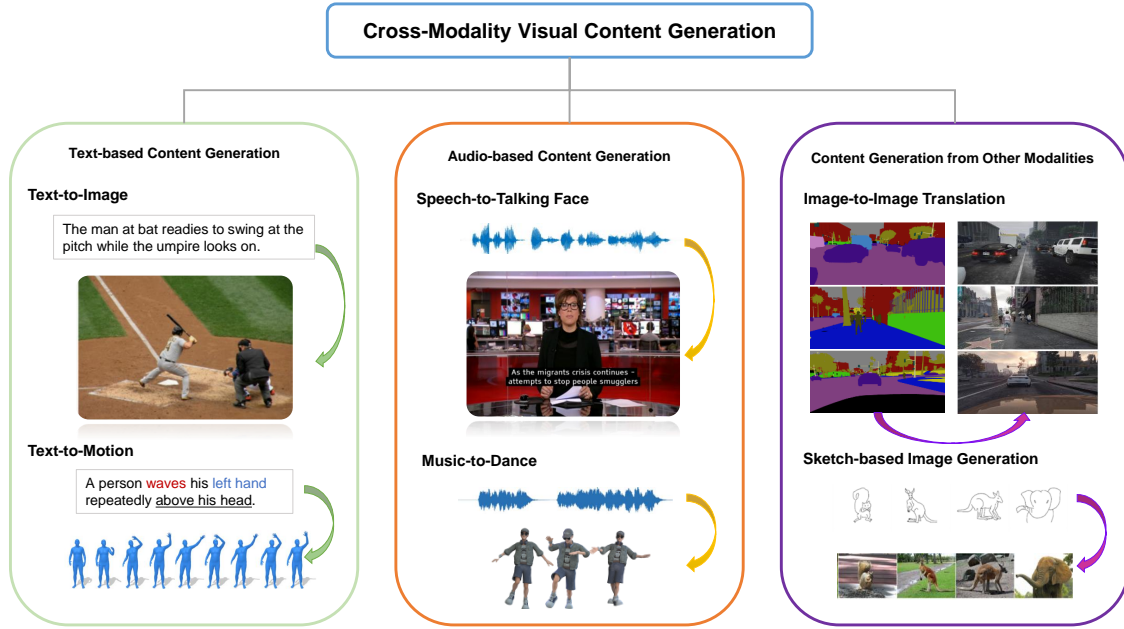 Cross-Modality Visual Content Generation
Text-based Content Generation
Text-to-Image
The man at bat readies to swing at the
pitch while the umpire looks on.
Text-to-Motion
A person waves his left hand
repeatedly above his head.
Audio-based Content Generation
Speech-to-Talking Face
As the migrants crisis continues –
attempts to stop people smugglers
Music-to-Dance
Content Generation from Other Modalities
Image-to-Image Translation
Sketch-based Image Generation